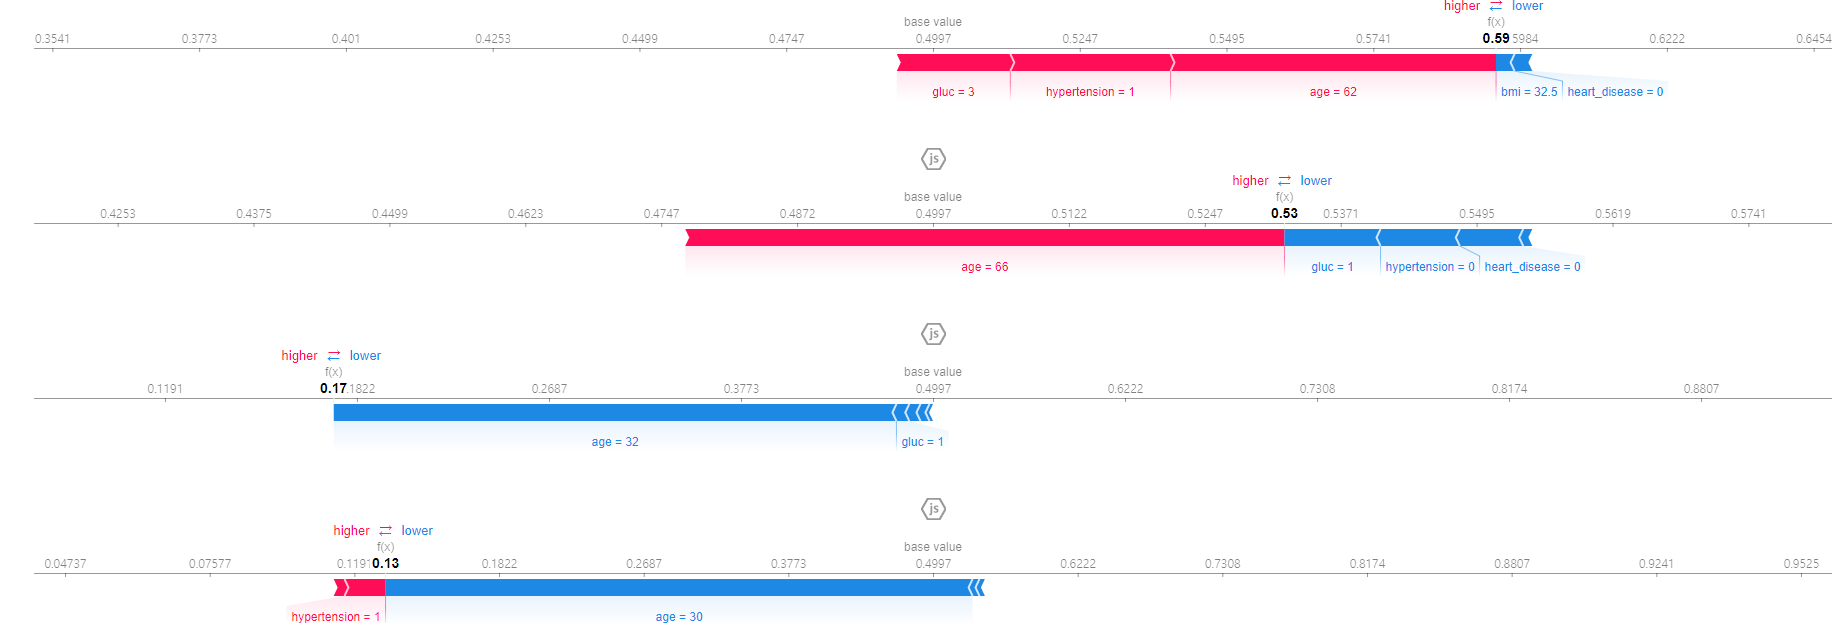 higher lower
base value f(x)
0.3541 0.3773 0.401 0.4253 0.4499 0.4747 0.4997 0.5247 0.5495 0.5741 0.59 5984 0.6222 0.6454
gluc = 3 hypertension = 1 age = 62 bmi = 32.5 heart_disease = 0
js
higher lower
base value f(x)
0.4253 0.4375 0.4499 0.4623 0.4747 0.4872 0.4997 0.5122 0.5247 0.53 0.5371 0.5495 0.5619 0.5741
age = 66 gluc = 1 hypertension = 0 heart_disease = 0
js
higher lower
f(x) base value
0.1191 0.17 1822 0.2687 0.3773 0.4997 0.6222 0.7308 0.8174 0.8807
age = 32 gluc = 1
js
higher lower
f(x) base value
0.04737 0.07577 0.1191 0.13 0.1822 0.2687 0.3773 0.4997 0.6222 0.7308 0.8174 0.8807 0.9241 0.9525
hypertension = 1 age = 30